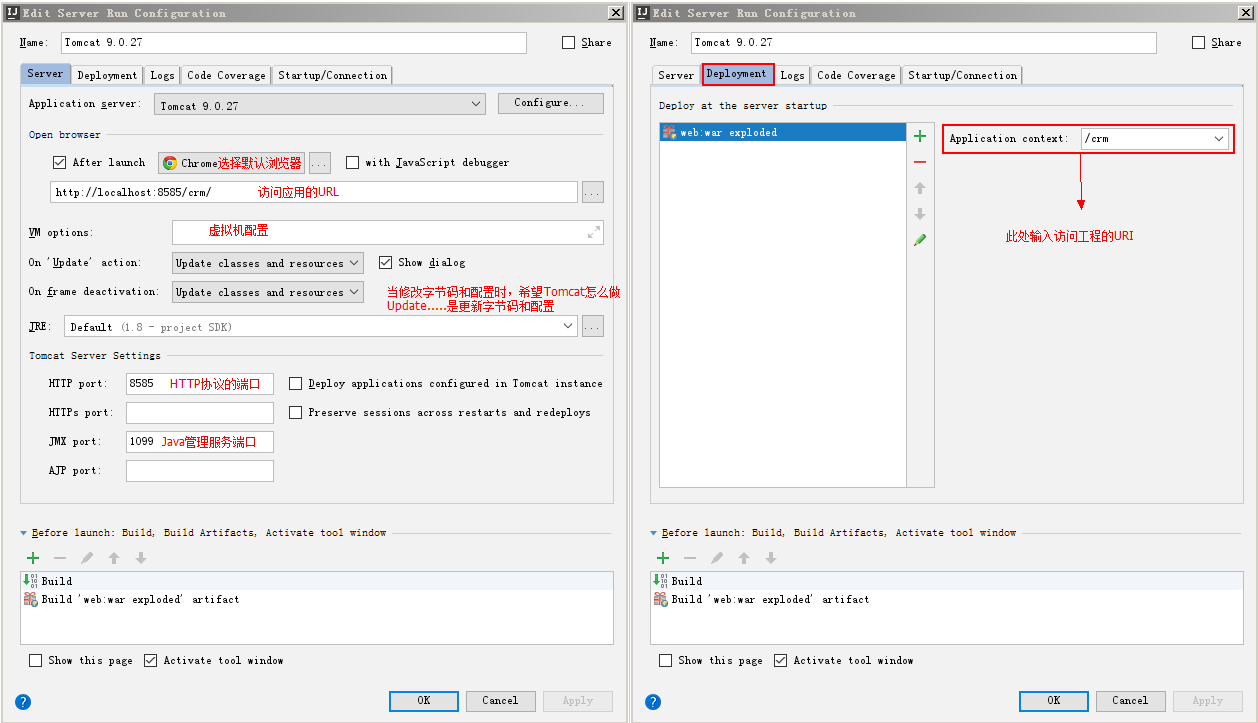 Edit Server Run Configuration
Name: Tomcat 9.0.27 Share
Server Deployment Logs Code Coverage Startup/Connection
Application server: Tomcat 9.0.27 Configure...
Open browser
After launch Chrome选择默认浏览器 ... with JavaScript debugger
http://localhost:8585/crm/ 访问应用的URL ...
VM options: 虚拟机配置
On 'Update' action: Update classes and resources Show dialog
On frame deactivation: Update classes and resources 当修改字节码和配置时，希望Tomcat怎么做
Update.....是更新字节码和配置
JRE: Default (1.8 - project SDK) ...
Tomcat Server Settings
HTTP port: 8585 HTTP协议的端口 Deploy applications configured in Tomcat instance
HTTPs port: Preserve sessions across restarts and redeploys
JMX port: 1099 Java管理服务端口
AJP port:
Before launch: Build, Build Artifacts, Activate tool window
Build
Build 'web:war exploded' artifact
Show this page Activate tool window
? OK Cancel Apply
Edit Server Run Configuration
Name: Tomcat 9.0.27 Share
Server Deployment Logs Code Coverage Startup/Connection
Deploy at the server startup
web:war exploded Application context: /crm
此处输入访问工程的URI
Before launch: Build, Build Artifacts, Activate tool window
Build
Build 'web:war exploded' artifact
Show this page Activate tool window
? OK Cancel Apply